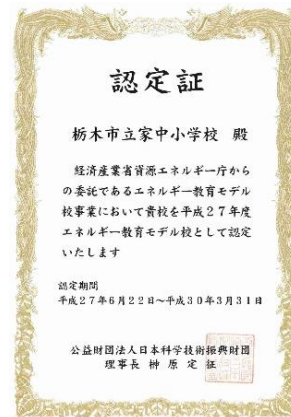 認定証
栃木市立家中小学校　殿
経済産業省資源エネルギー庁から
の委託であるエネルギー教育モデル
校事業において貴校を平成２７年度
エネルギー教育モデル校として認定
いたします
認定期間
平成２７年６月２２日～平成３０年３月３１日
公益財団法人日本科学技術振興財団
理事長 榊 原 定 征